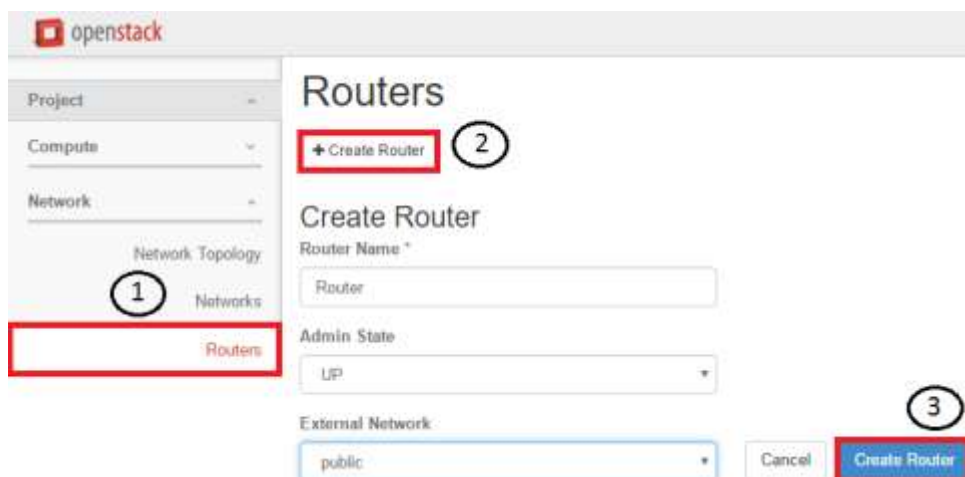 openstack
Project
Compute
Network
Network Topology
1
Networks
Routers
Routers
+ Create Router
2
Create Router
Router Name *
Router
Admin State
UP
External Network
public
3
Cancel
Create Router